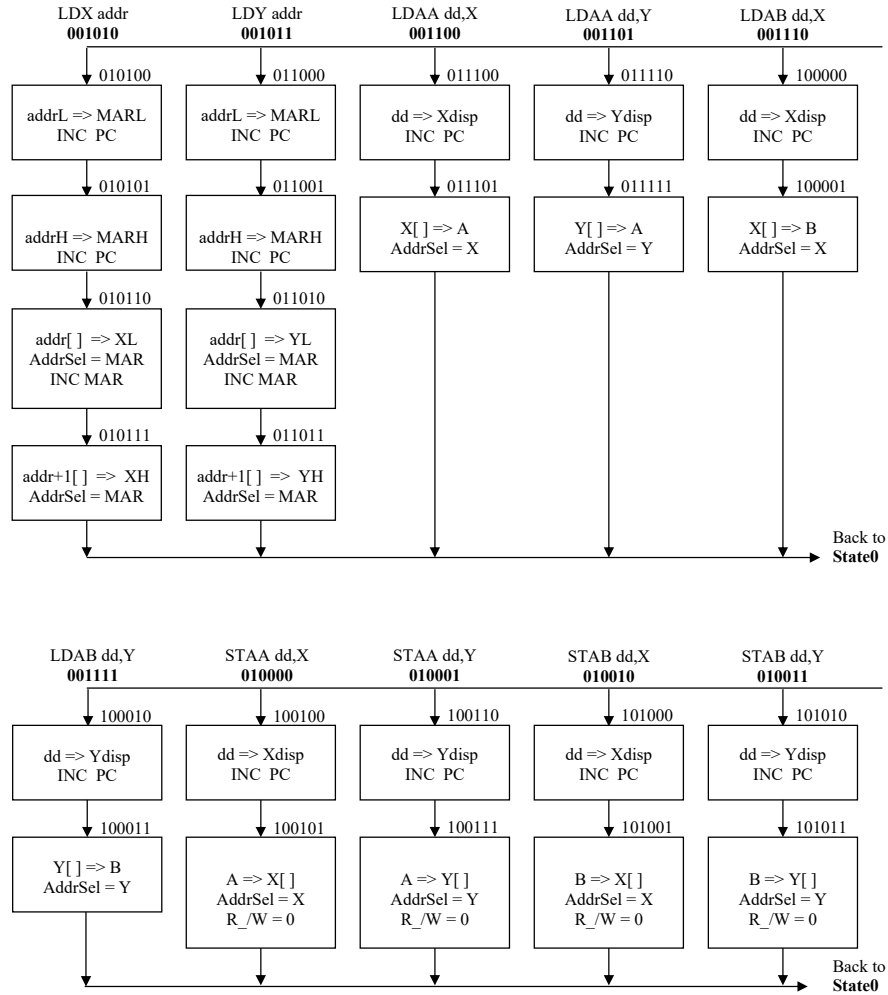 LDX addr
001010
LDY addr
001011
LDAA dd,X
001100
LDAA dd,Y
001101
LDAB dd,X
001110
010100
addrL => MARL
INC PC
010101
addrH => MARH
INC PC
010110
addr[ ] => XL
AddrSel = MAR
INC MAR
010111
addr+1[ ] => XH
AddrSel = MAR
011000
addrL => MARL
INC PC
011001
addrH => MARH
INC PC
011010
addr[ ] => YL
AddrSel = MAR
INC MAR
011011
addr+1[ ] => YH
AddrSel = MAR
011100
dd => Xdisp
INC PC
011101
X[ ] => A
AddrSel = X
011110
dd => Ydisp
INC PC
011111
Y[ ] => A
AddrSel = Y
100000
dd => Xdisp
INC PC
100001
X[ ] => B
AddrSel = X
Back to
State0
LDAB dd,Y
001111
STAA dd,X
010000
STAA dd,Y
010001
STAB dd,X
010010
STAB dd,Y
010011
100010
dd => Ydisp
INC PC
100011
Y[ ] => B
AddrSel = Y
100100
dd => Xdisp
INC PC
100101
A => X[ ]
AddrSel = X
R_/W = 0
100110
dd => Ydisp
INC PC
100111
A => Y[ ]
AddrSel = Y
R_/W = 0
101000
dd => Xdisp
INC PC
101001
B => X[ ]
AddrSel = X
R_/W = 0
101010
dd => Ydisp
INC PC
101011
B => Y[ ]
AddrSel = Y
R_/W = 0
Back to
State0